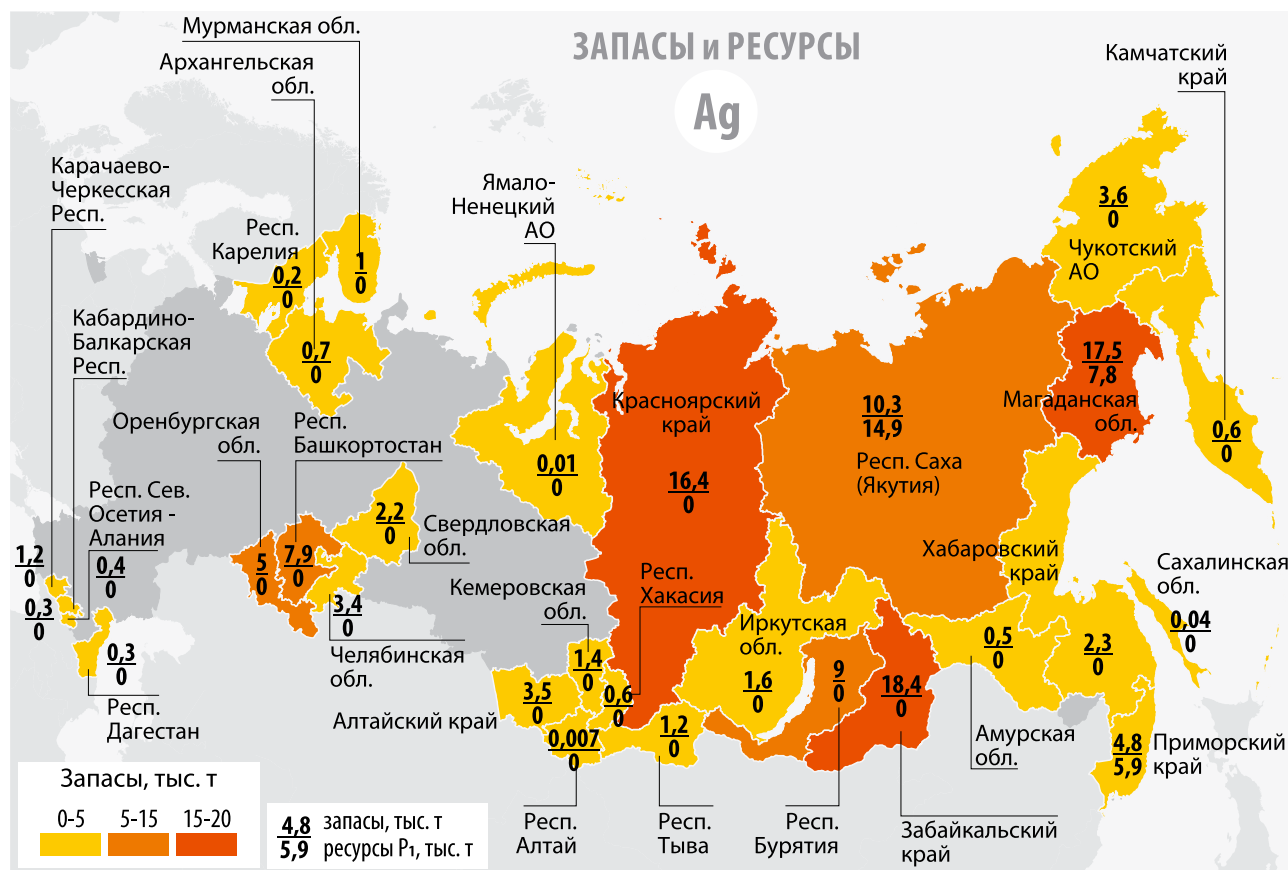 ЗАПАСЫ и РЕСУРСЫ
Ag
Мурманская обл.
Архангельская
обл.
Камчатский
край
Карачаево-
Черкесская
Респ.
Ямало-
Ненецкий
АО
Респ.
Карелия
0,2
0
1
0
3,6
0
Чукотский
АО
Кабардино-
Балкарская
Респ.
0,7
0
17,5
7,8
Магаданская
обл.
Красноярский
край
16,4
0
10,3
14,9
Респ. Саха
(Якутия)
0,6
0
Оренбургская
обл.
Респ.
Башкортостан
0,01
0
Респ. Сев.
Осетия -
Алания
2,2
0
Свердловская
обл.
Хабаровский
край
1,2
0
0,4
0
5
0
7,9
0
Сахалинская
обл.
0,04
0
0,3
0
3,4
0
Кемеровская
обл.
Респ.
Хакасия
Иркутская
обл.
0,5
0
2,3
0
0,3
0
Челябинская
обл.
1,4
0
1,6
0
9
0
18,4
0
Респ.
Дагестан
Алтайский край
3,5
0
0,6
0
0,007
0
1,2
0
Амурская
обл.
4,8
5,9
Приморский
край
Запасы, тыс. т
0-5 5-15 15-20
4,8 запасы, тыс. т
5,9 ресурсы P₁, тыс. т
Респ.
Алтай
Респ.
Тыва
Респ.
Бурятия
Забайкальский
край